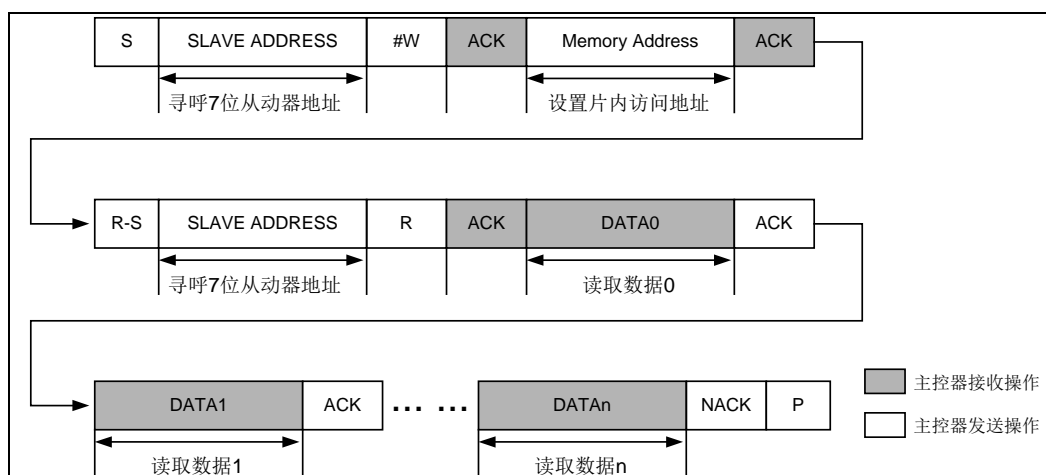 S SLAVE ADDRESS #W ACK Memory Address ACK
寻呼7位从动器地址 设置片内访问地址
R-S SLAVE ADDRESS R ACK DATA0 ACK
寻呼7位从动器地址 读取数据0
DATA1 ACK ... ... DATAn NACK P
读取数据1 读取数据n
主控器接收操作
主控器发送操作